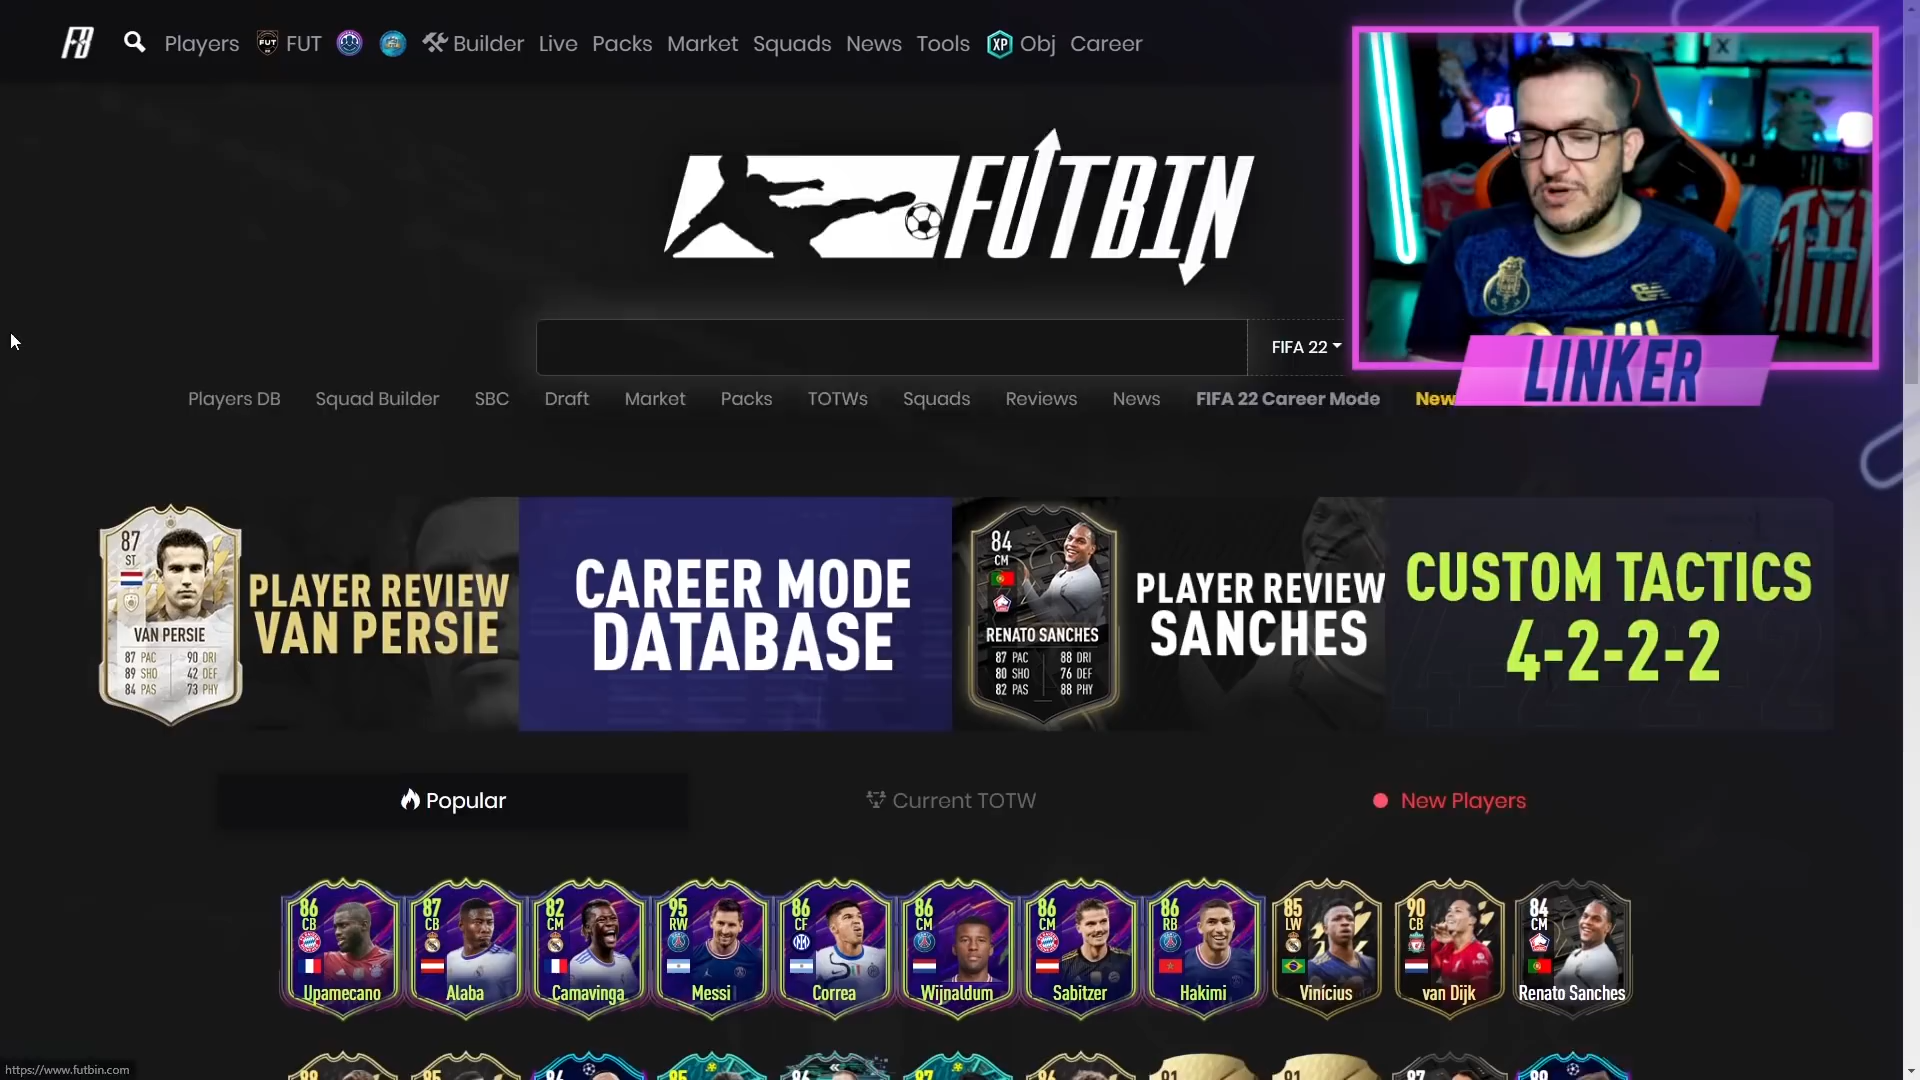 FB Players FUT FUT Builder Live Packs Market Squads News Tools XP Obj Career
X
FUTBIN
FIFA 22
LINKER
Players DB Squad Builder SBC Draft Market Packs TOTWs Squads Reviews News FIFA 22 Career Mode New
87
ST
VAN PERSIE
87 PAC 90 DRI
89 SHO 42 DEF
84 PAS 73 PHY
PLAYER REVIEW
VAN PERSIE
CAREER MODE
DATABASE
84
CM
RENATO SANCHES
87 PAC 88 DRI
80 SHO 76 DEF
82 PAS 88 PHY
PLAYER REVIEW
SANCHES
CUSTOM TACTICS
4-2-2-2
Popular Current TOTW New Players
86 87 82 95 86 86 86 86 85 90 84
CB CB CM RW CF CM CM RB LW CB CM
Upamecano Alaba Camavinga Messi Correa Wijnaldum Sabitzer Hakimi Vinícius van Dijk Renato Sanches
https://www.futbin.com